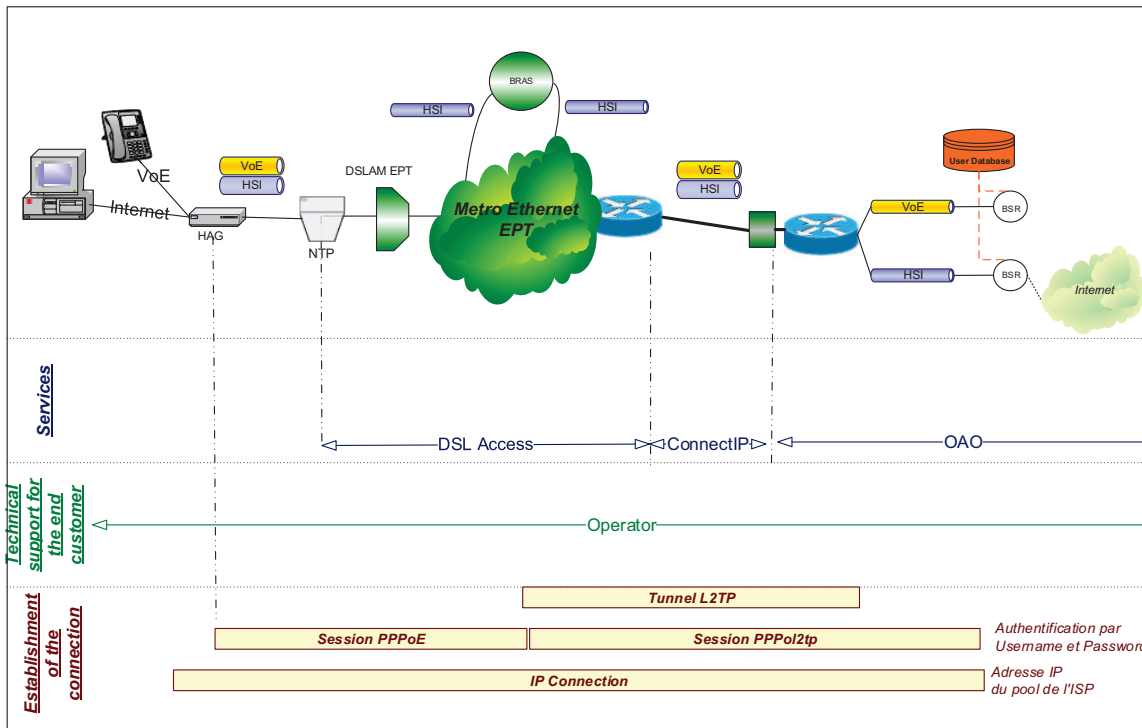 BRAS
HSI
HSI
VoE
Internet
VoE
HSI
HAG
NTP
DSLAM EPT
Metro Ethernet
EPT
VoE
HSI
User Database
VoE
BSR
HSI
BSR
Internet
Services
DSL Access
ConnectIP
OAO
Technical
support for
the end
customer
Operator
Establishment
of the
connection
Tunnel L2TP
Session PPPoE
Session PPPol2tp
Authentification par
Username et Password
IP Connection
Adresse IP
du pool de l'ISP